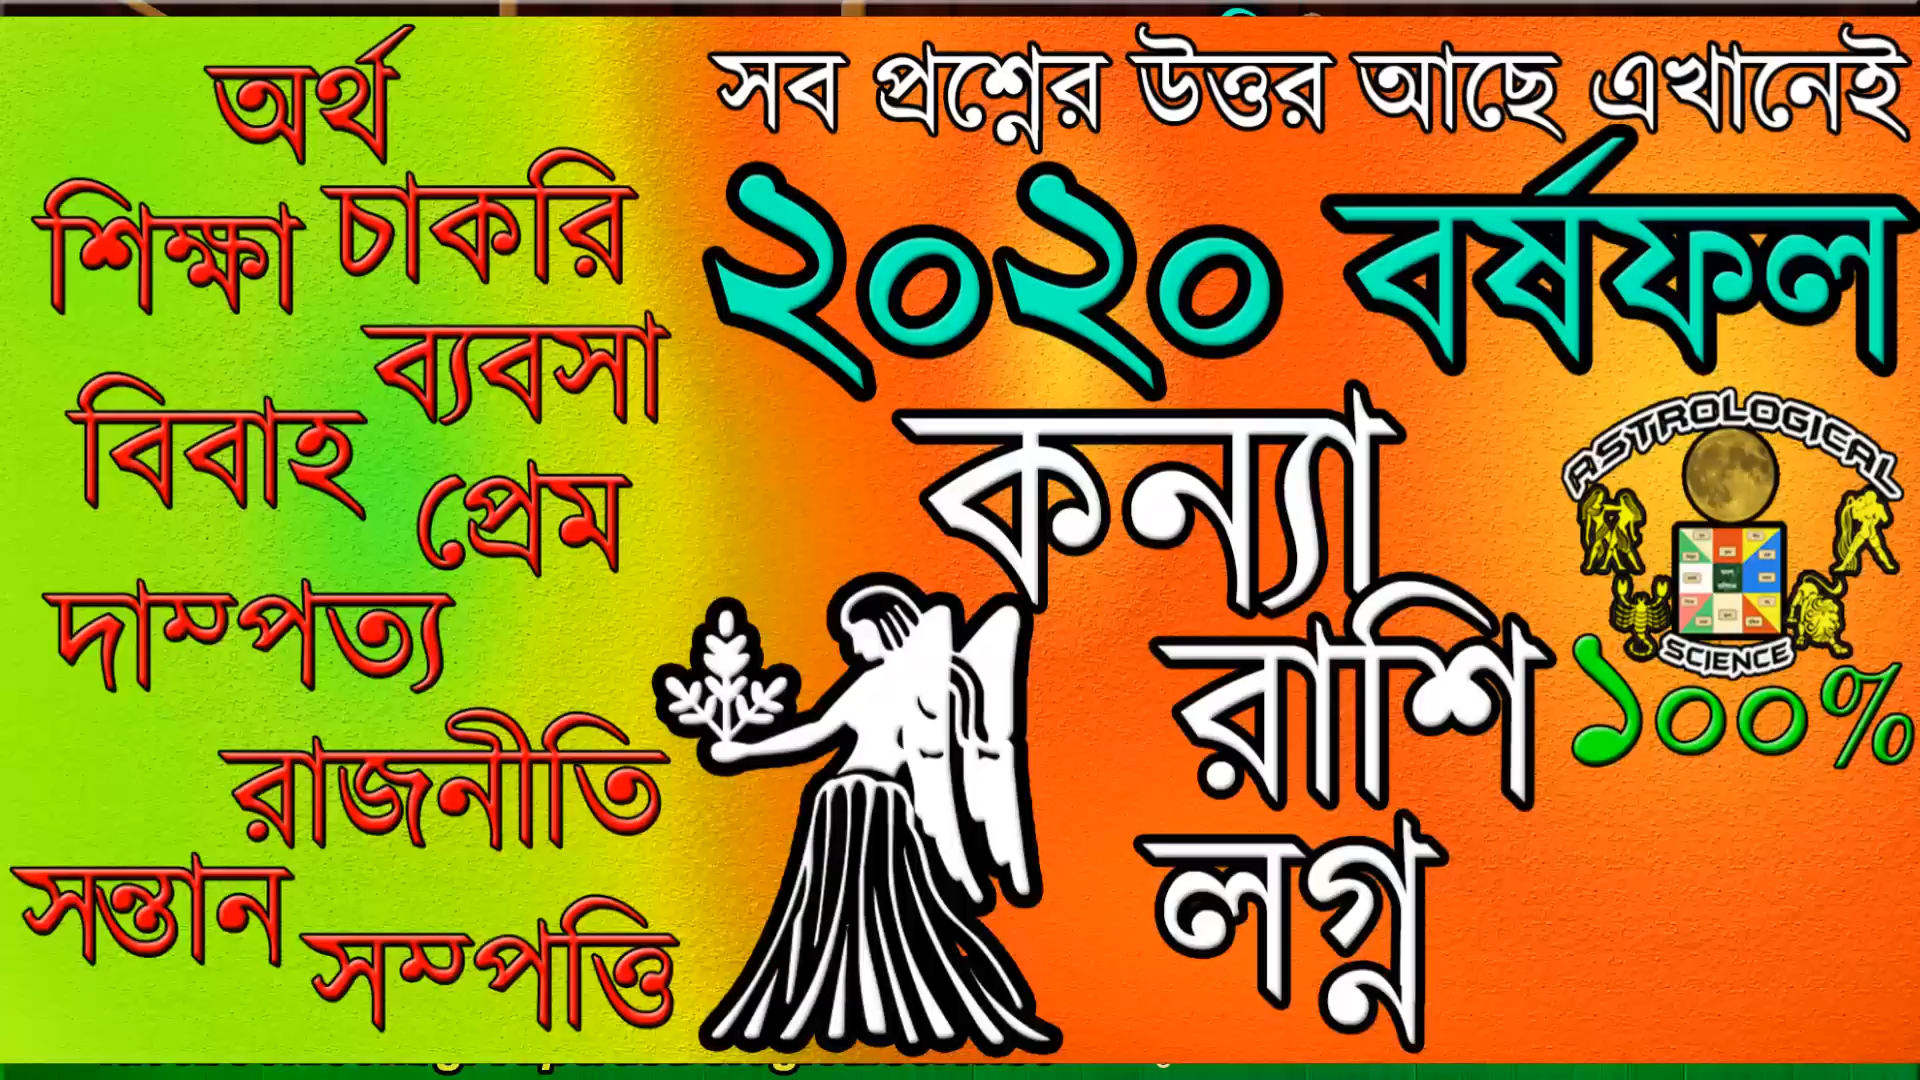 সব প্রশ্নের উত্তর আছে এখানেই
২০২০ বর্ষফল
কন্যা
রাশি
লগ্ন
১০০%
ASTROLOGICAL
SCIENCE
অর্থ
শিক্ষা চাকরি
ব্যবসা
বিবাহ
প্রেম
দাম্পত্য
রাজনীতি
সন্তান
সম্পত্তি